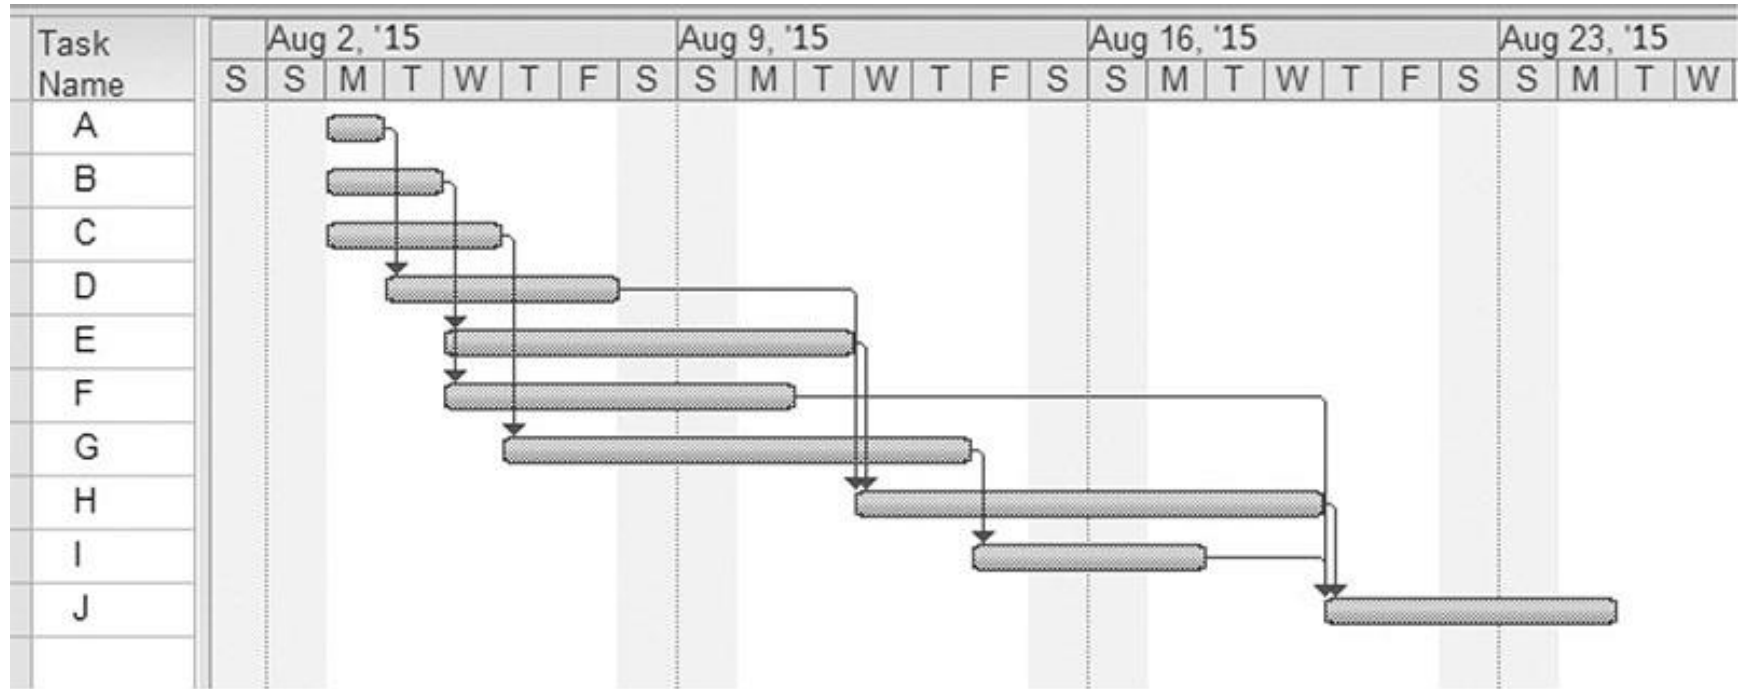 Task Name
Aug 2, '15 Aug 9, '15 Aug 16, '15 Aug 23, '15
S S M T W T F S S M T W T F S S M T W T F S S M T W
A
B
C
D
E
F
G
H
I
J